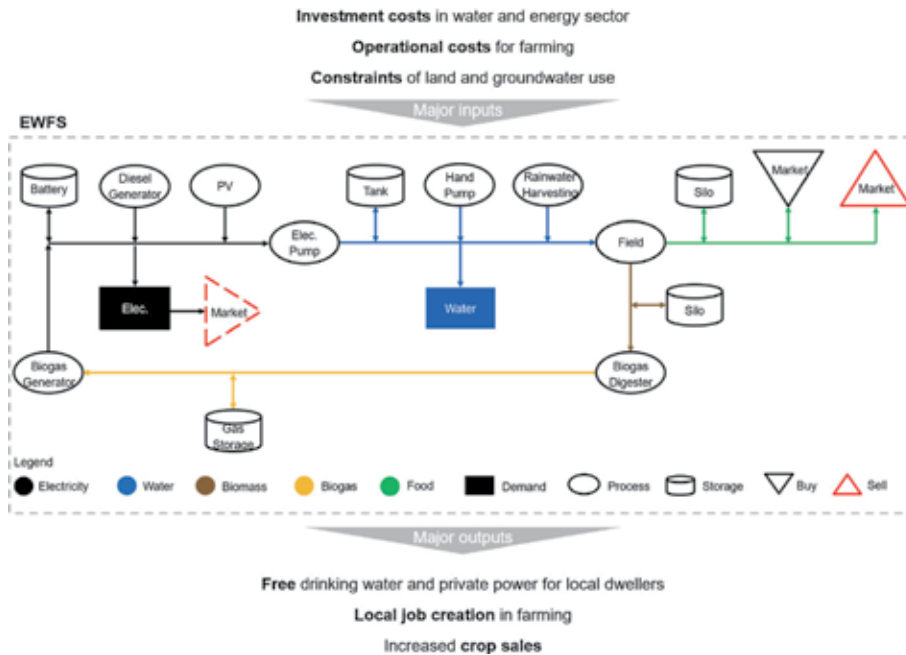 Investment costs in water and energy sector
Operational costs for farming
Constraints of land and groundwater use
Major inputs
EWFS
Battery
Diesel
Generator
PV
Tank
Hand
Pump
Rainwater
Harvesting
Silo
Market
Market
Elec.
Pump
Field
Elec.
Market
Water
Silo
Biogas
Generator
Biogas
Digester
Gas
Storage
Legend
Electricity Water Biomass Biogas Food Demand Process Storage Buy Sell
Major outputs
Free drinking water and private power for local dwellers
Local job creation in farming
Increased crop sales